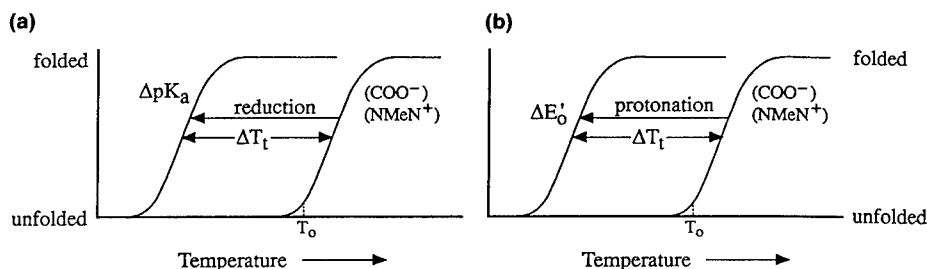 (a)
folded
ΔpKa
reduction
(COO⁻)
(NMeN⁺)
ΔTt
unfolded
To
Temperature
(b)
folded
ΔE′o
protonation
(COO⁻)
(NMeN⁺)
ΔTt
unfolded
To
Temperature